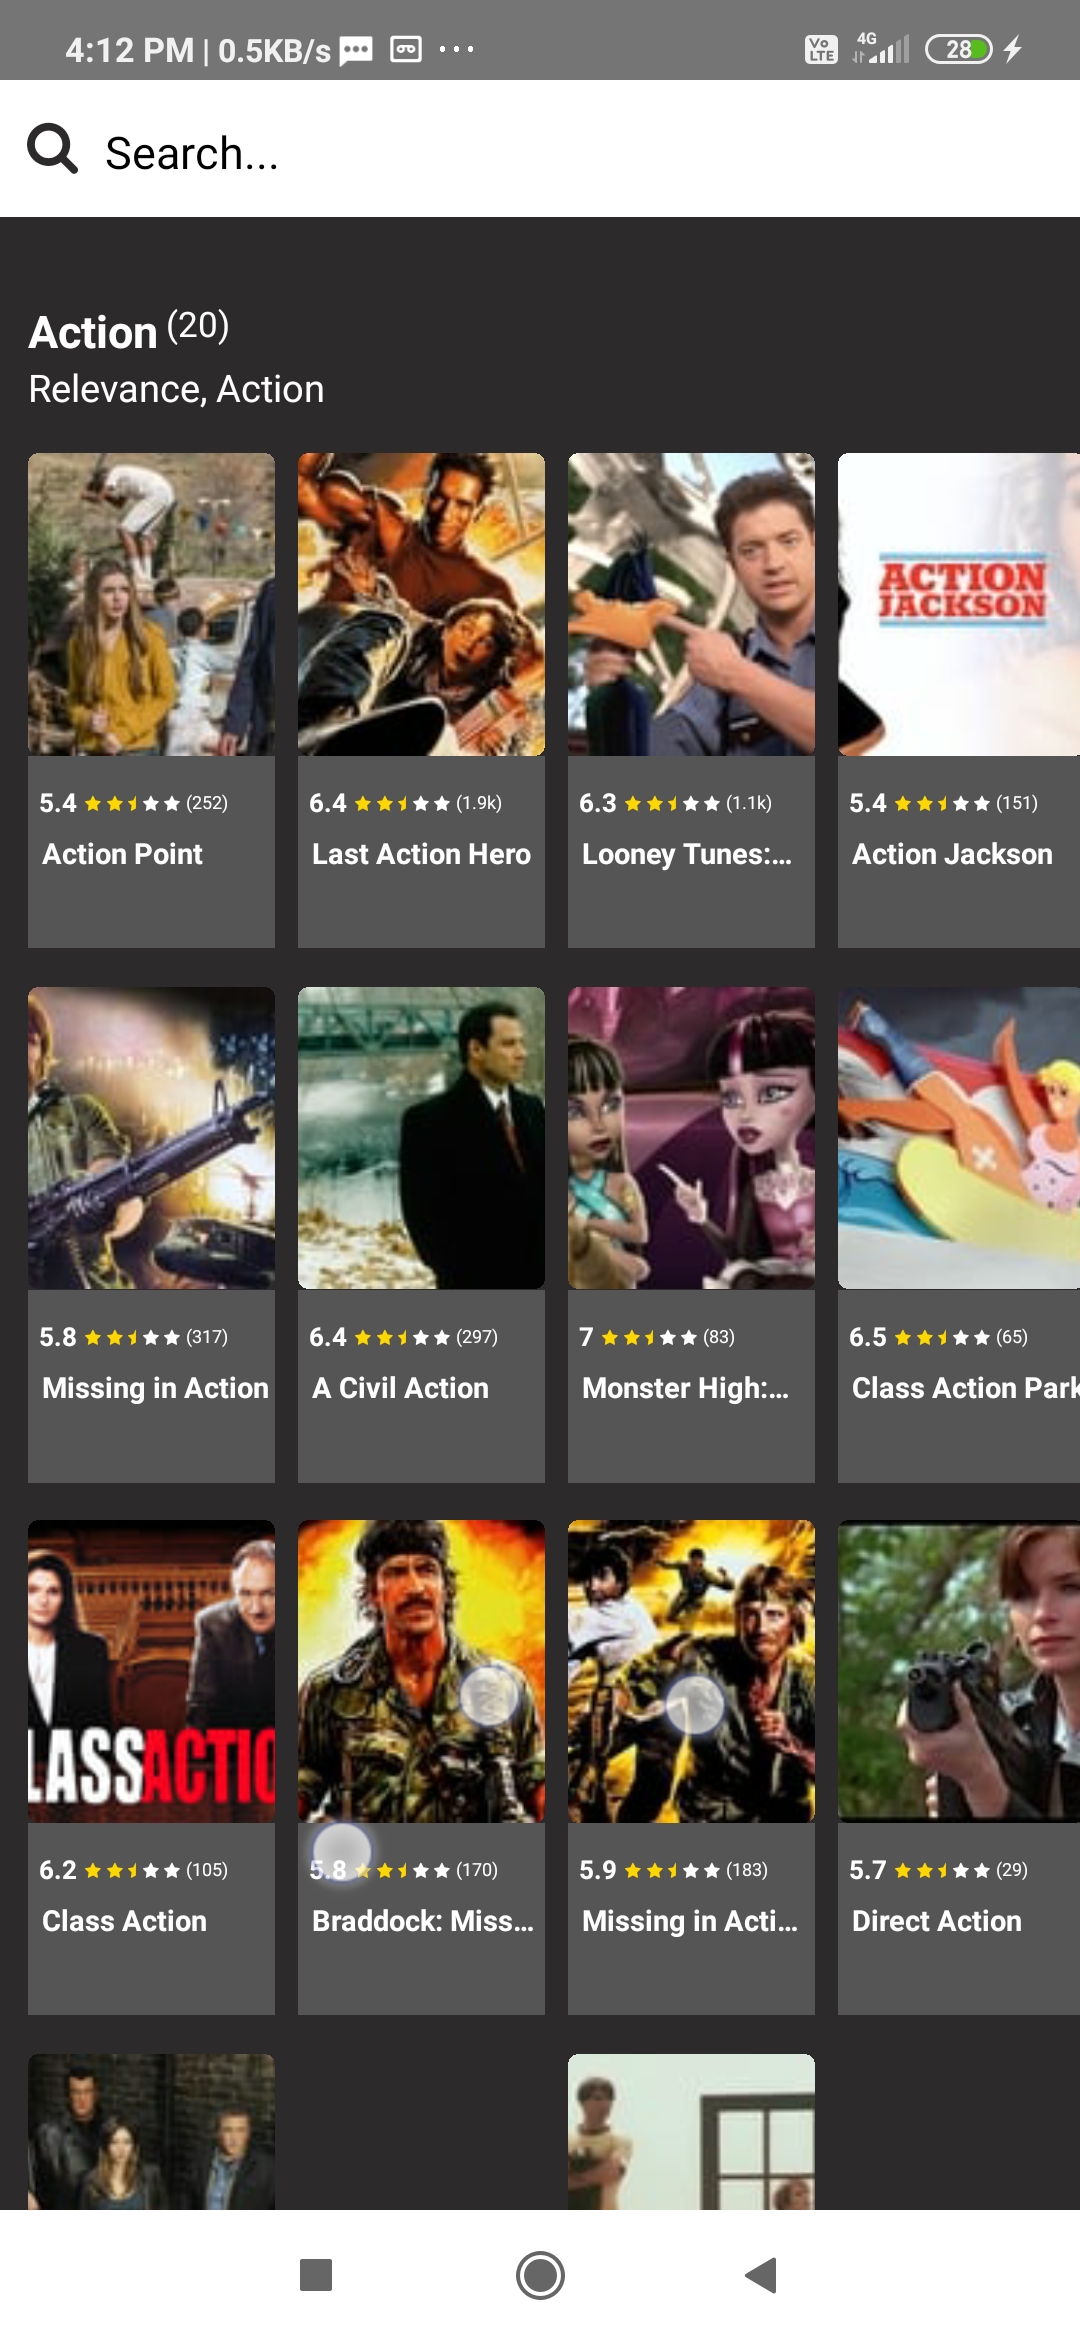 4:12 PM | 0.5KB/s
Vo LTE 4G 28
Search...
Action (20)
Relevance, Action
ACTION
JACKSON
5.4 (252)
Action Point
6.4 (1.9k)
Last Action Hero
6.3 (1.1k)
Looney Tunes:...
5.4 (151)
Action Jackson
5.8 (317)
Missing in Action
6.4 (297)
A Civil Action
7 (83)
Monster High:...
6.5 (65)
Class Action Park
LASSACTIO
6.2 (105)
Class Action
5.8 (170)
Braddock: Miss...
5.9 (183)
Missing in Acti...
5.7 (29)
Direct Action